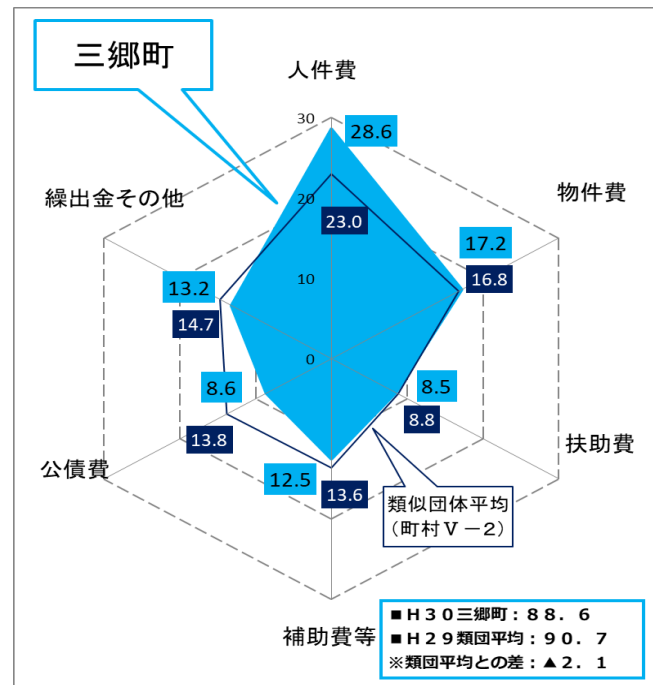 三郷町
人件費
30
28.6
繰出金その他
物件費
20
23.0
17.2
16.8
13.2
14.7
10
0
8.6
8.5
8.8
13.8
扶助費
公債費
12.5
13.6
類似団体平均
(町村Ⅴ－2)
補助費等
■H30三郷町：88．6
■H29類団平均：90．7
※類団平均との差：▲2．1